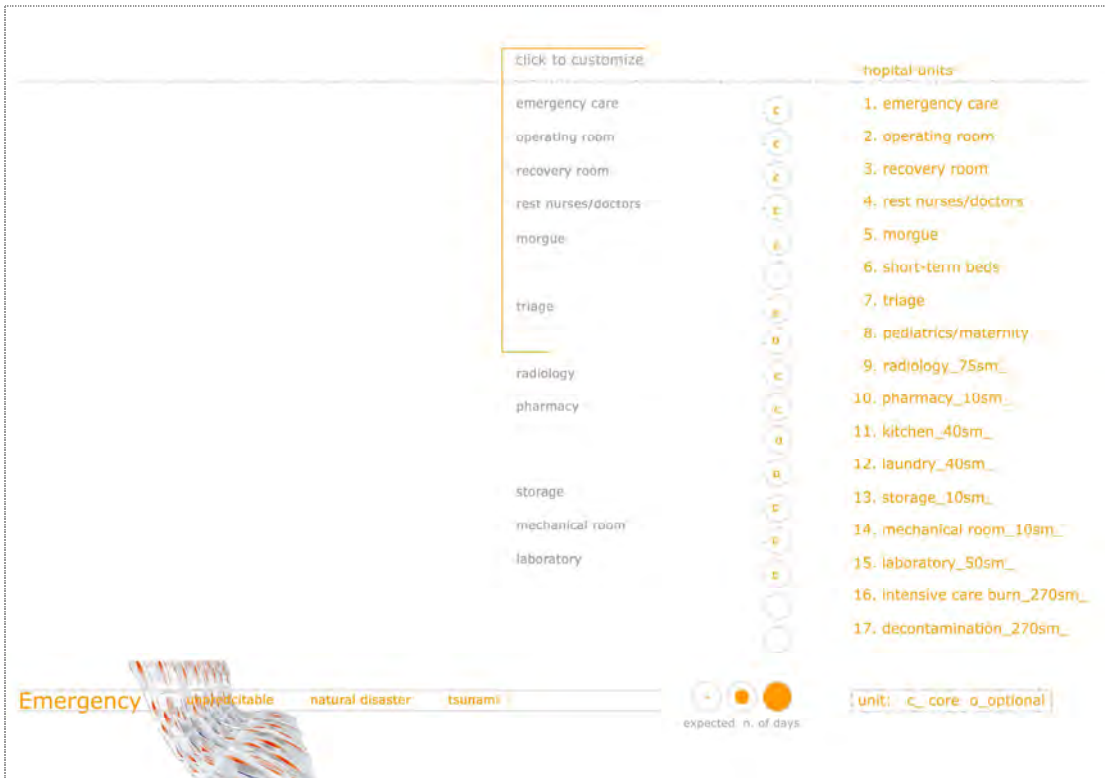 click to customize
hopital units
emergency care c 1. emergency care
operating room c 2. operating room
recovery room 3. recovery room
rest nurses/doctors 4. rest nurses/doctors
morgue 5. morgue
6. short-term beds
triage 7. triage
o 8. pediatrics/maternity
radiology c 9. radiology_75sm_
pharmacy c 10. pharmacy_10sm_
o 11. kitchen_40sm_
o 12. laundry_40sm_
storage 13. storage_10sm_
mechanical room 14. mechanical room_10sm_
laboratory 15. laboratory_50sm_
16. intensive care burn_270sm_
17. decontamination_270sm_
Emergency unpredicitable natural disaster tsunami
unit: c_ core o_optional
expected n. of days